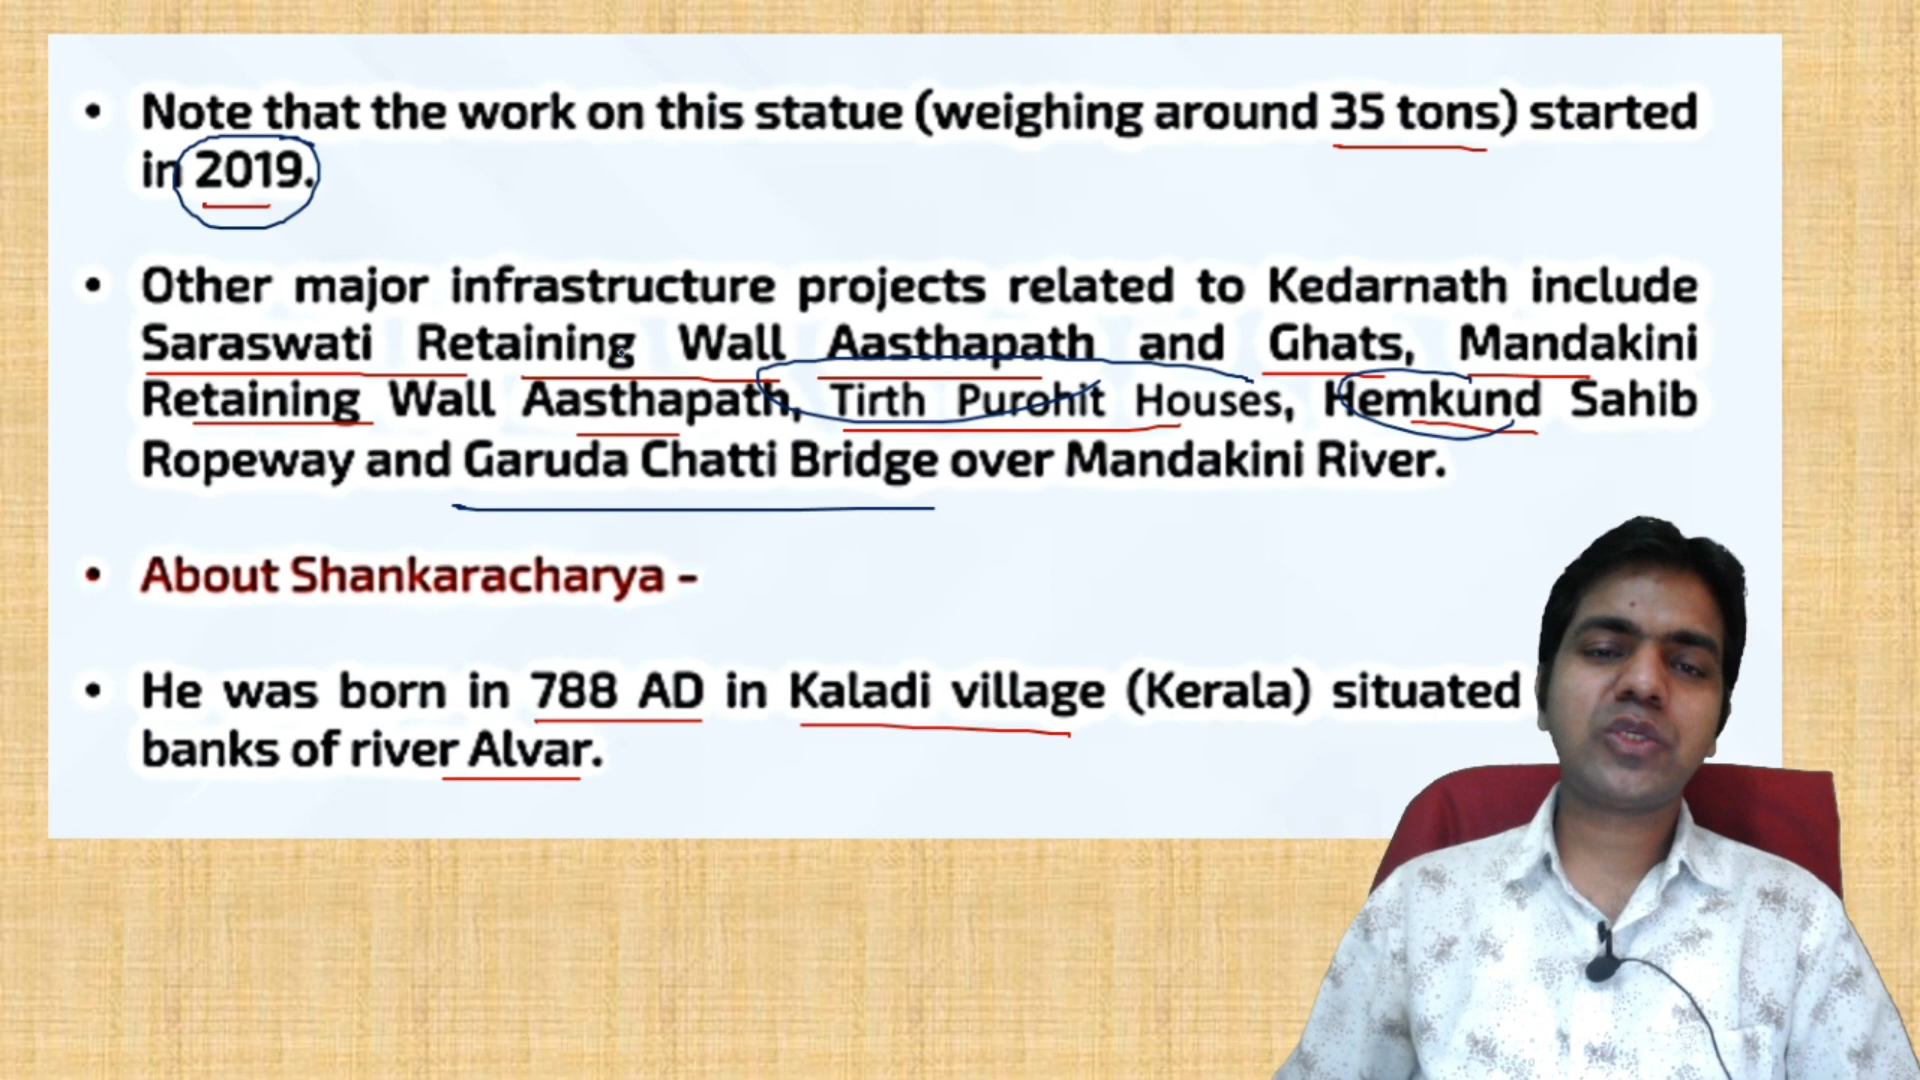 • Note that the work on this statue (weighing around 35 tons) started
in 2019.
• Other major infrastructure projects related to Kedarnath include
Saraswati Retaining Wall Aasthapath and Ghats, Mandakini
Retaining Wall Aasthapath, Tirth Purohit Houses, Hemkund Sahib
Ropeway and Garuda Chatti Bridge over Mandakini River.
• About Shankaracharya -
• He was born in 788 AD in Kaladi village (Kerala) situated
banks of river Alvar.